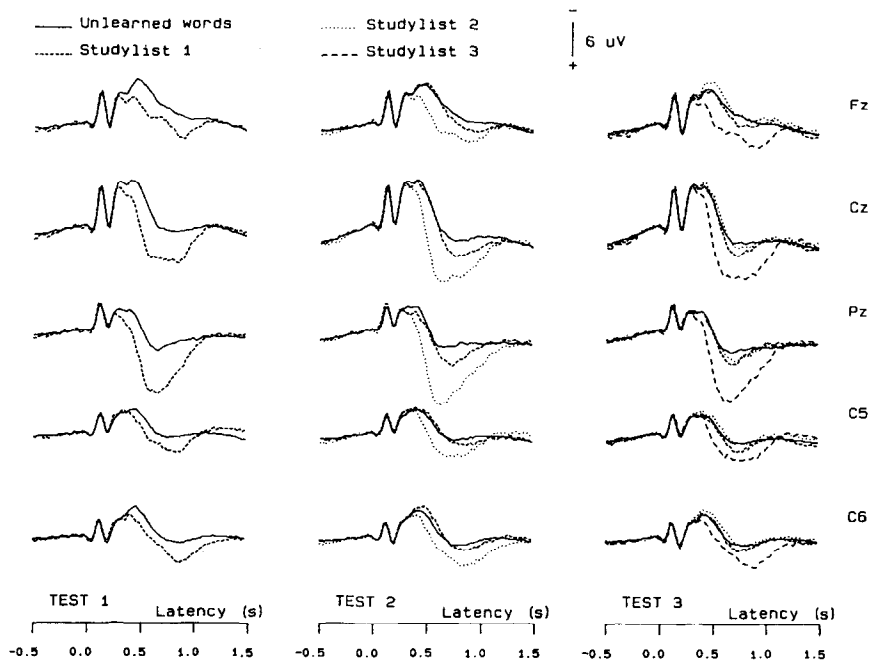 Unlearned words
Studylist 1
Studylist 2
Studylist 3
−
6 uV
+
Fz
Cz
Pz
C5
C6
TEST 1
Latency (s)
TEST 2
Latency (s)
TEST 3
Latency (s)
-0.5 0.0 0.5 1.0 1.5
-0.5 0.0 0.5 1.0 1.5
-0.5 0.0 0.5 1.0 1.5